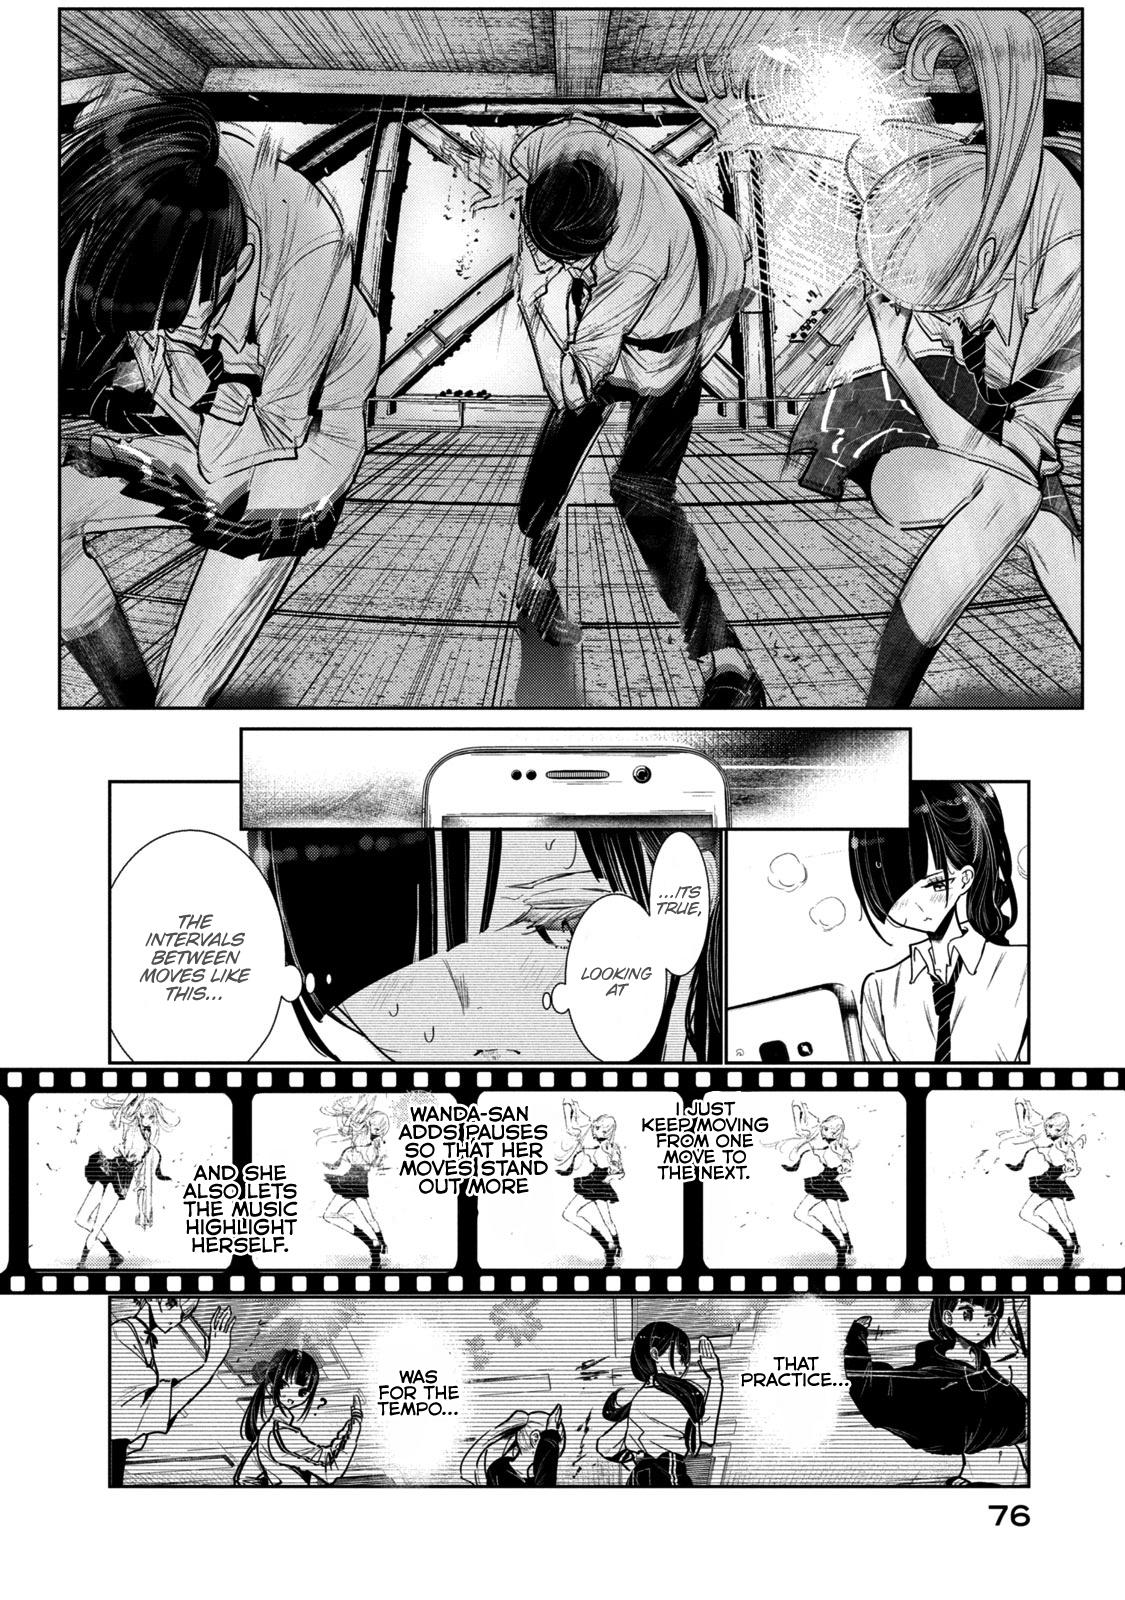 ...ITS
TRUE,
LOOKING
AT
THE
INTERVALS
BETWEEN
MOVES LIKE
THIS...
I JUST
KEEP MOVING
FROM ONE
MOVE TO
THE NEXT.
WANDA-SAN
ADDS PAUSES
SO THAT HER
MOVES STAND
OUT MORE
AND SHE
ALSO LETS
THE MUSIC
HIGHLIGHT
HERSELF.
THAT
PRACTICE...
WAS
FOR THE
TEMPO...
?
76